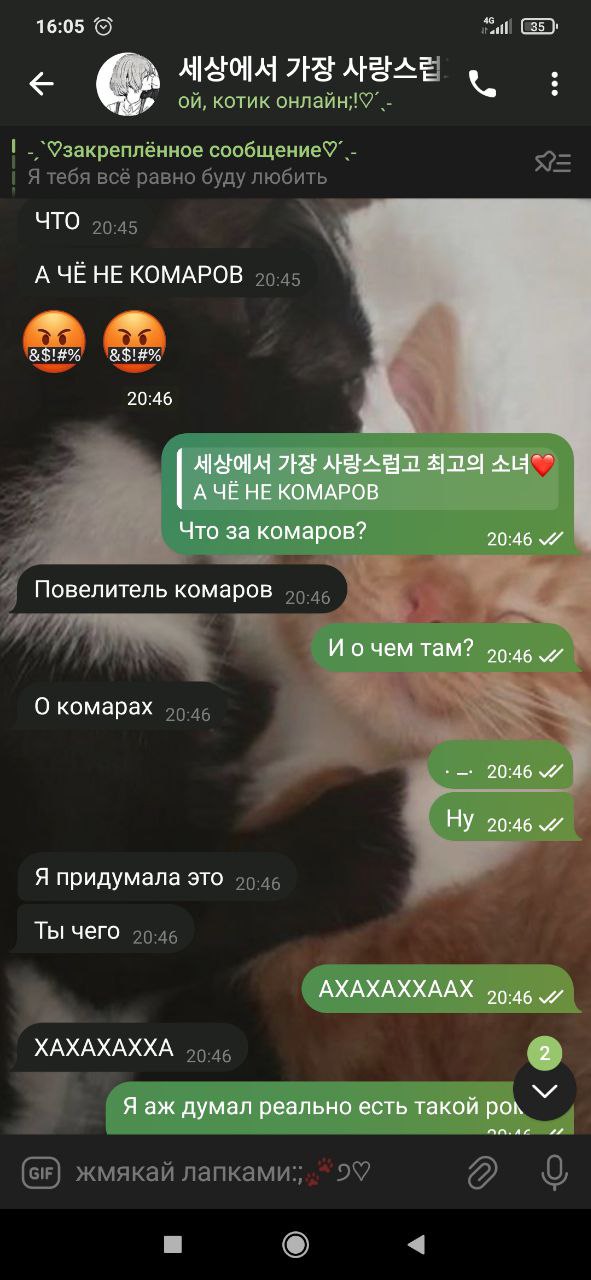 16:05
4G
35
세상에서 가장 사랑스럽
ой, котик онлайн;!♡´ˎ-
-ˏ`♡закреплённое сообщение♡´ˎ-
Я тебя всё равно буду любить
ЧТО 20:45
А ЧЁ НЕ КОМАРОВ 20:45
&$!#% &$!#%
20:46
세상에서 가장 사랑스럽고 최고의 소녀❤️
А ЧЁ НЕ КОМАРОВ
Что за комаров? 20:46
Повелитель комаров 20:46
И о чем там? 20:46
О комарах 20:46
. _. 20:46
Ну 20:46
Я придумала это 20:46
Ты чего 20:46
АХАХАХХААХ 20:46
ХАХАХАХХА 20:46
2
Я аж думал реально есть такой
20:46
GIF жмякай лапками:;🐾੭♡